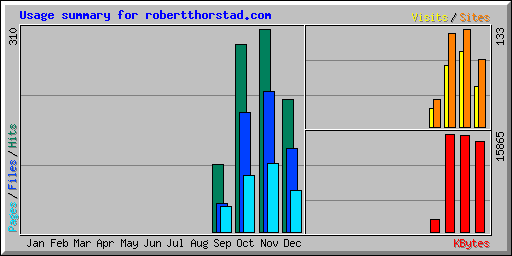 Usage summary for robertthorstad.com
Visits/Sites
310
133
Pages/Files/Hits
15865
Jan Feb Mar Apr May Jun Jul Aug Sep Oct Nov Dec
KBytes